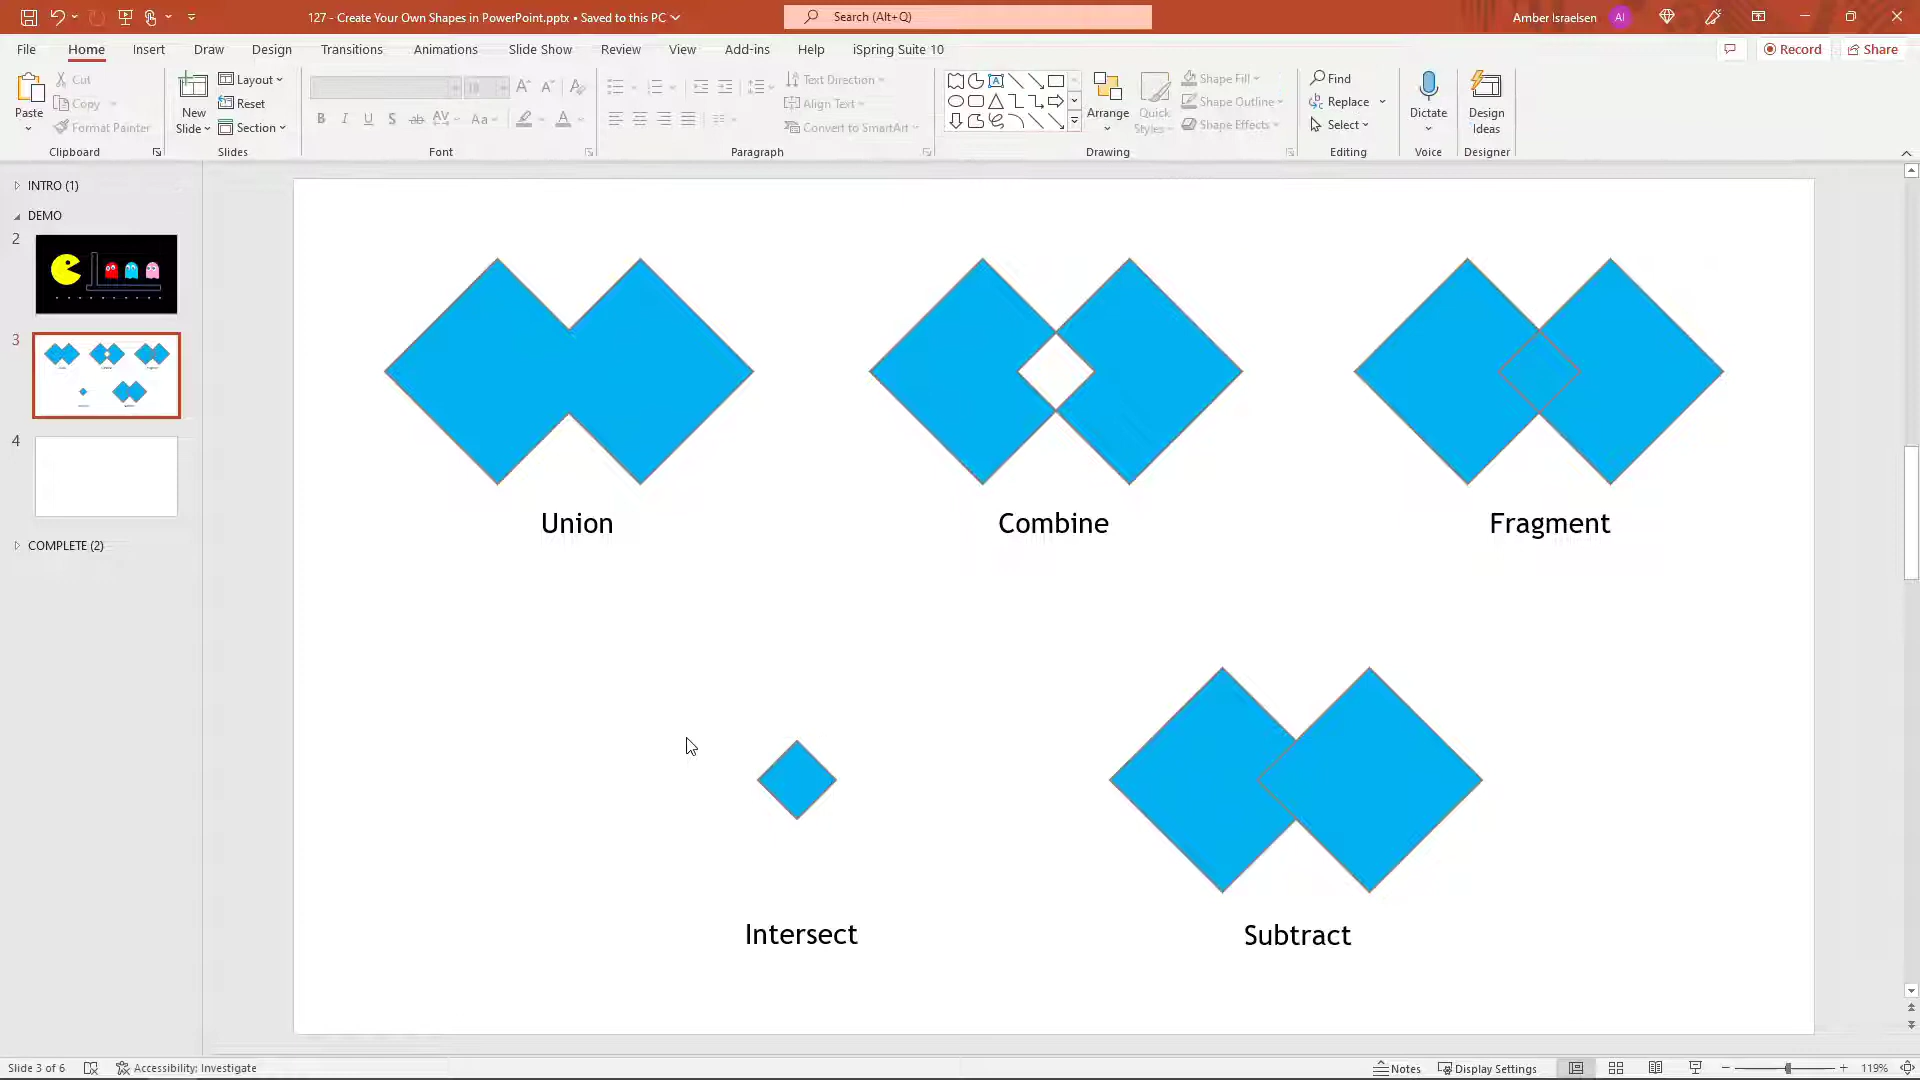 127 - Create Your Own Shapes in PowerPoint.pptx • Saved to this PC
Search (Alt+Q)
Amber Israelsen
AI
File
Home
Insert
Draw
Design
Transitions
Animations
Slide Show
Review
View
Add-ins
Help
iSpring Suite 10
Record
Share
Paste
Cut
Copy
Format Painter
Clipboard
New
Slide
Layout
Reset
Section
Slides
B I U S ab AV Aa A
Font
Text Direction
Align Text
Convert to SmartArt
Paragraph
Arrange
Quick
Styles
Shape Fill
Shape Outline
Shape Effects
Drawing
Find
Replace
Select
Editing
Dictate
Voice
Design
Ideas
Designer
INTRO (1)
DEMO
2
3
4
COMPLETE (2)
Union
Combine
Fragment
Intersect
Subtract
Slide 3 of 6
Accessibility: Investigate
Notes
Display Settings
119%